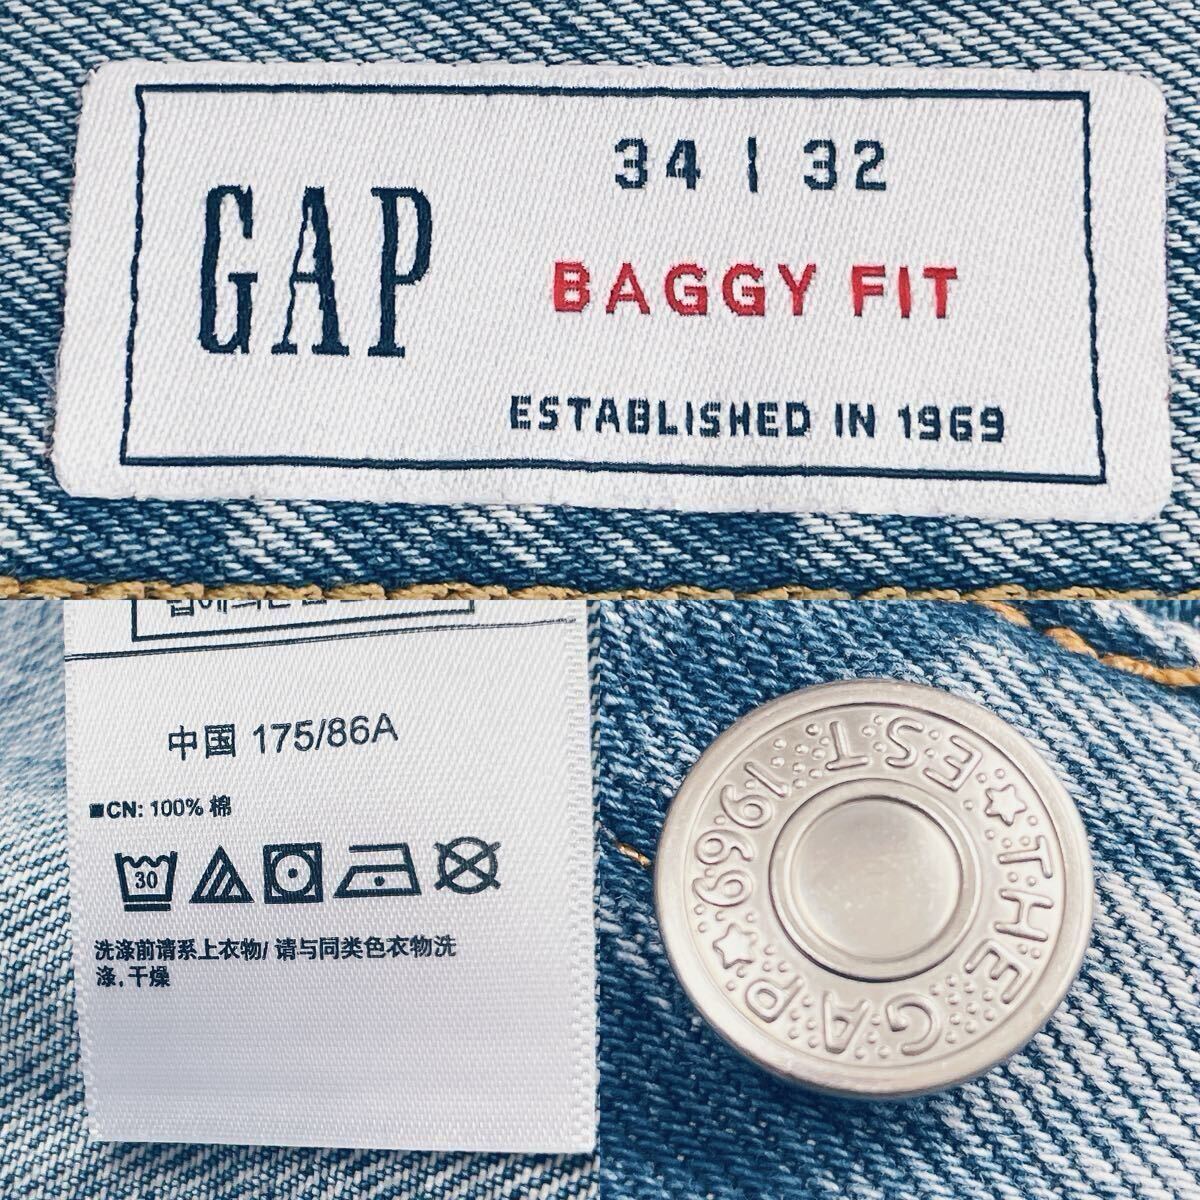 GAP
34 | 32
BAGGY FIT
ESTABLISHED IN 1969
中国 175/86A
■CN: 100% 棉
30
洗涤前请系上衣物/ 请与同类色衣物洗
涤,干燥
THE GAP
EST 1969